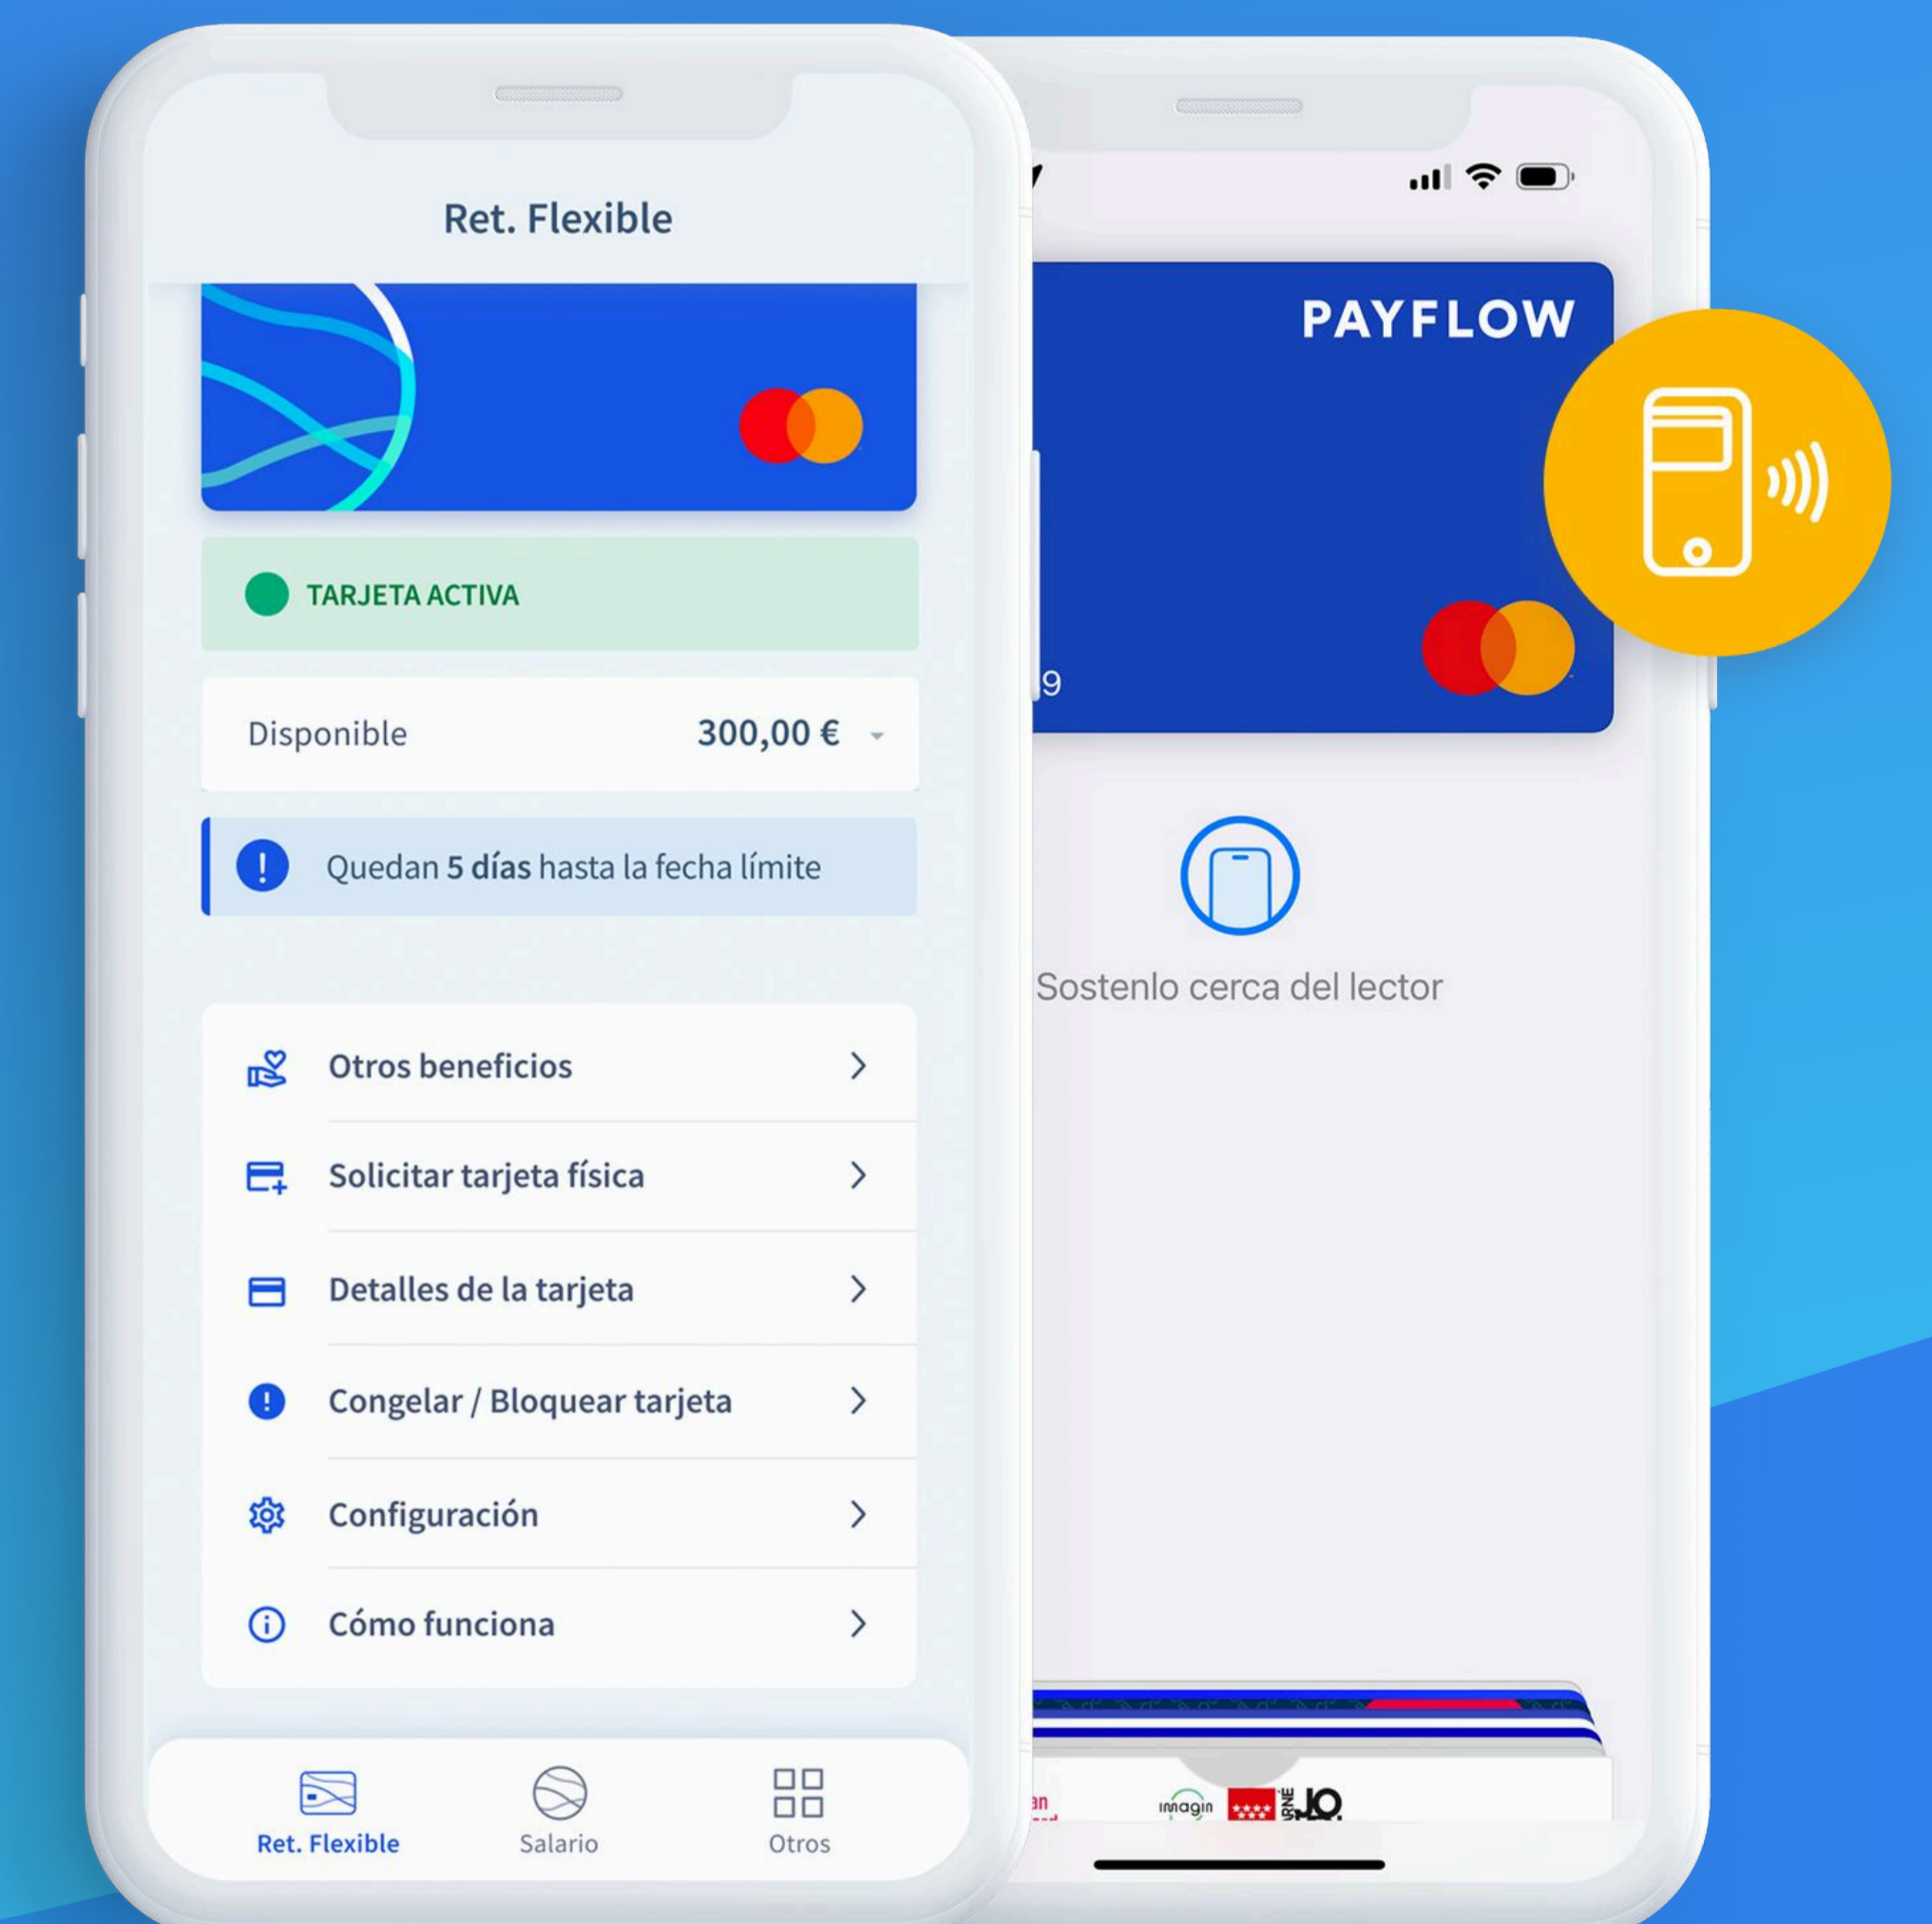 Ret. Flexible
TARJETA ACTIVA
Disponible 300,00 €
Quedan 5 días hasta la fecha límite
Otros beneficios
Solicitar tarjeta física
Detalles de la tarjeta
Congelar / Bloquear tarjeta
Configuración
Cómo funciona
Ret. Flexible Salario Otros
PAYFLOW
9
Sostenlo cerca del lector
imagin